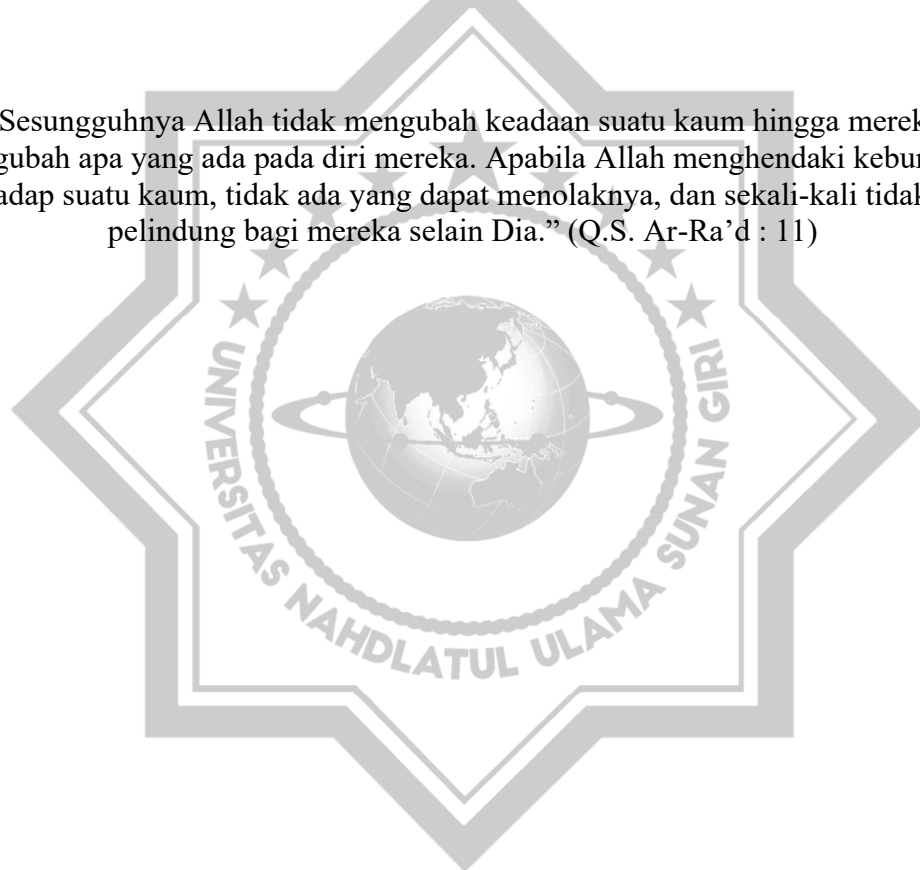 Sesungguhnya Allah tidak mengubah keadaan suatu kaum hingga merek
gubah apa yang ada pada diri mereka. Apabila Allah menghendaki kebur
adap suatu kaum, tidak ada yang dapat menolaknya, dan sekali-kali tidak
pelindung bagi mereka selain Dia.” (Q.S. Ar-Ra’d : 11)
UNIVERSITAS NAHDLATUL ULAMA SUNAN GIRI